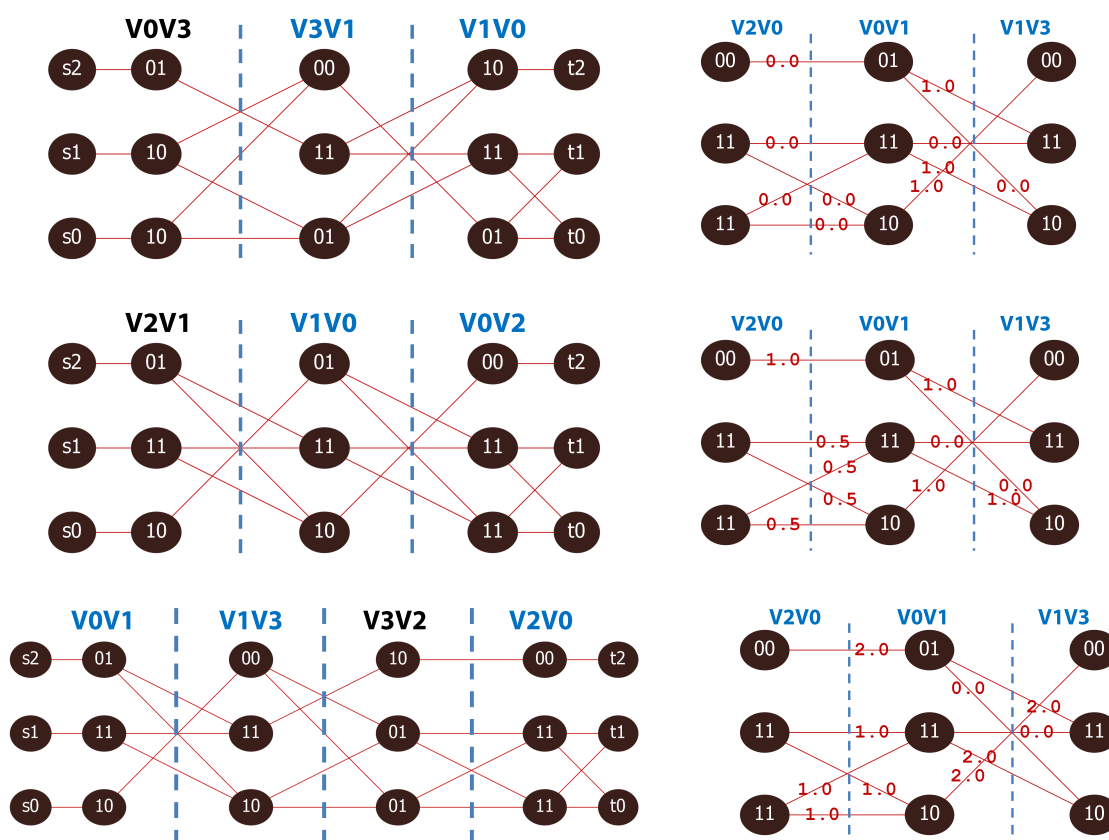 V0V3 V3V1 V1V0
s2 01 00 10 t2
s1 10 11 11 t1
s0 10 01 01 t0
V2V0 V0V1 V1V3
00 0.0 01 00
1.0
11 0.0 11 0.0 11
1.0
0.0 0.0 1.0 0.0
11 0.0 10 10
V2V1 V1V0 V0V2
s2 01 01 00 t2
s1 11 11 11 t1
s0 10 10 11 t0
V2V0 V0V1 V1V3
00 1.0 01 00
1.0
11 0.5 11 0.0 11
0.5
0.5 1.0 0.0
1.0
11 0.5 10 10
V0V1 V1V3 V3V2 V2V0
s2 01 00 10 00 t2
s1 11 11 01 11 t1
s0 10 10 01 11 t0
V2V0 V0V1 V1V3
00 2.0 01 00
0.0
2.0
11 1.0 11 0.0 11
2.0
2.0
1.0 1.0
11 1.0 10 10